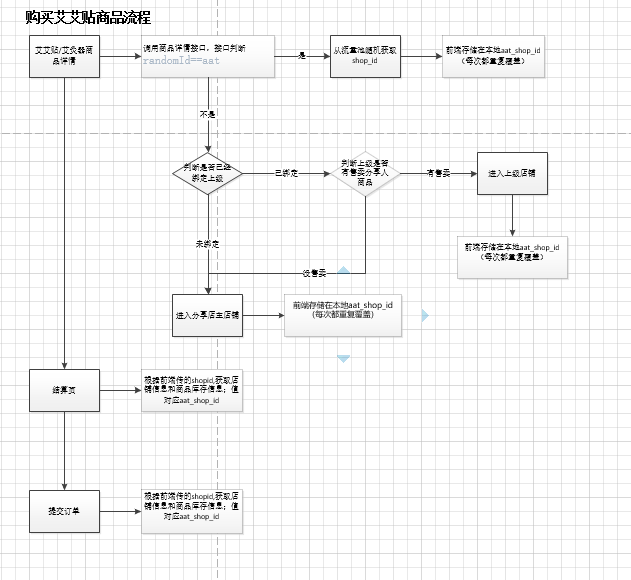 购买艾艾贴商品流程
艾艾贴/艾灸器商
品详情
调用商品详情接口，接口判断
randomId==aat
是
从流量池随机获取
shop_id
前端存储在本地aat_shop_id
（每次都重复覆盖）
不是
判断是否已经
绑定上级
已绑定
判断上级是否
有售卖分享人
商品
有售卖
进入上级店铺
前端存储在本地aat_shop_id
（每次都重复覆盖）
未绑定
没售卖
进入分享店主店铺
前端存储在本地aat_shop_id
（每次都重复覆盖）
结算页
根据前端传的shopid,获取店
铺信息和商品库存信息；值
对应aat_shop_id
提交订单
根据前端传的shopid,获取店
铺信息和商品库存信息；值
对应aat_shop_id